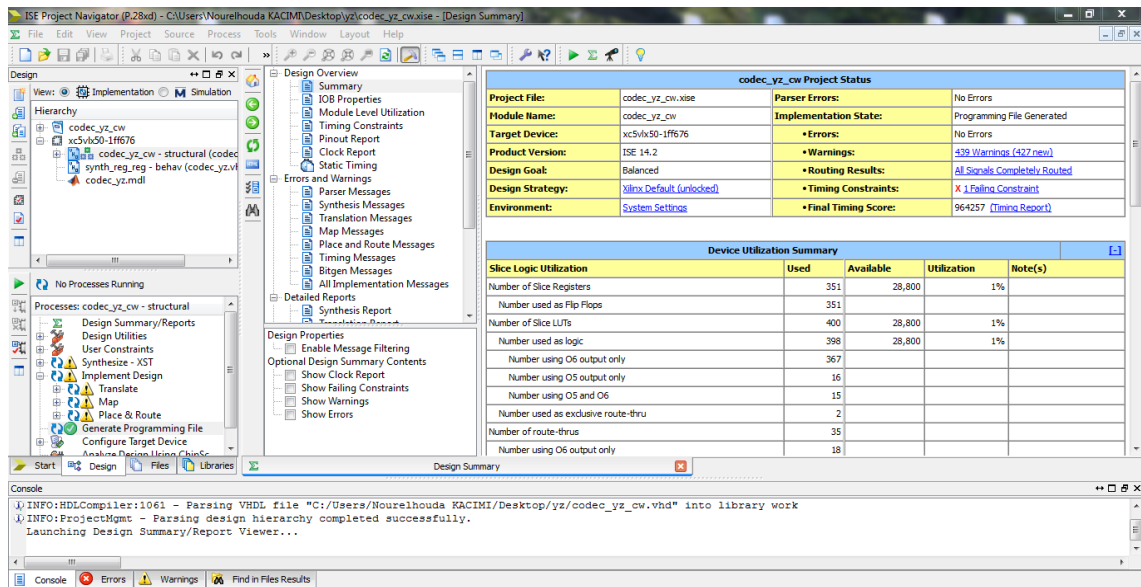 ISE Project Navigator (P.28xd) - C:\Users\Nourelhouda KACIMI\Desktop\yz\codec_yz_cw.xise - [Design Summary]
File Edit View Project Source Process Tools Window Layout Help
Design
View: Implementation Simulation
Hierarchy
codec_yz_cw
xc5vlx50-1ff676
codec_yz_cw - structural (codec
synth_reg_reg - behav (codec_yz.vh
codec_yz.mdl
No Processes Running
Processes: codec_yz_cw - structural
Design Summary/Reports
Design Utilities
User Constraints
Synthesize - XST
Implement Design
Translate
Map
Place & Route
Generate Programming File
Configure Target Device
Analyze Design Using ChipSc
Start Design Files Libraries
Design Overview
Summary
IOB Properties
Module Level Utilization
Timing Constraints
Pinout Report
Clock Report
Static Timing
Errors and Warnings
Parser Messages
Synthesis Messages
Translation Messages
Map Messages
Place and Route Messages
Timing Messages
Bitgen Messages
All Implementation Messages
Detailed Reports
Synthesis Report
Translation Report
Design Properties
Enable Message Filtering
Optional Design Summary Contents
Show Clock Report
Show Failing Constraints
Show Warnings
Show Errors
codec_yz_cw Project Status
Project File: codec_yz_cw.xise Parser Errors: No Errors
Module Name: codec_yz_cw Implementation State: Programming File Generated
Target Device: xc5vlx50-1ff676 •Errors: No Errors
Product Version: ISE 14.2 •Warnings: 439 Warnings (427 new)
Design Goal: Balanced •Routing Results: All Signals Completely Routed
Design Strategy: Xilinx Default (unlocked) •Timing Constraints: X 1 Failing Constraint
Environment: System Settings •Final Timing Score: 964257 (Timing Report)
Device Utilization Summary [-]
Slice Logic Utilization Used Available Utilization Note(s)
Number of Slice Registers 351 28,800 1%
Number used as Flip Flops 351
Number of Slice LUTs 400 28,800 1%
Number used as logic 398 28,800 1%
Number using O6 output only 367
Number using O5 output only 16
Number using O5 and O6 15
Number used as exclusive route-thru 2
Number of route-thrus 35
Number using O6 output only 18
Design Summary
Console
INFO:HDLCompiler:1061 - Parsing VHDL file "C:/Users/Nourelhouda KACIMI/Desktop/yz/codec_yz_cw.vhd" into library work
INFO:ProjectMgmt - Parsing design hierarchy completed successfully.
Launching Design Summary/Report Viewer...
Console Errors Warnings Find in Files Results